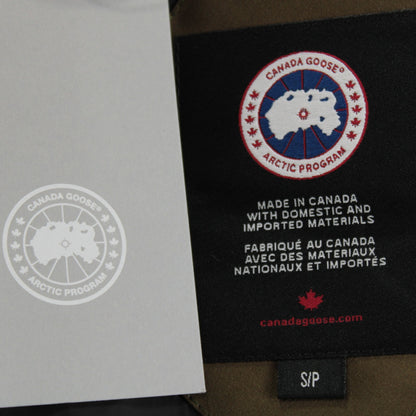 CANADA GOOSE®
ARCTIC PROGRAM
CANADA GOOSE®
ARCTIC PROGRAM
MADE IN CANADA
WITH DOMESTIC AND
IMPORTED MATERIALS
FABRIQUÉ AU CANADA
AVEC DES MATERIAUX
NATIONAUX ET IMPORTÉS
canadagoose.com
S/P